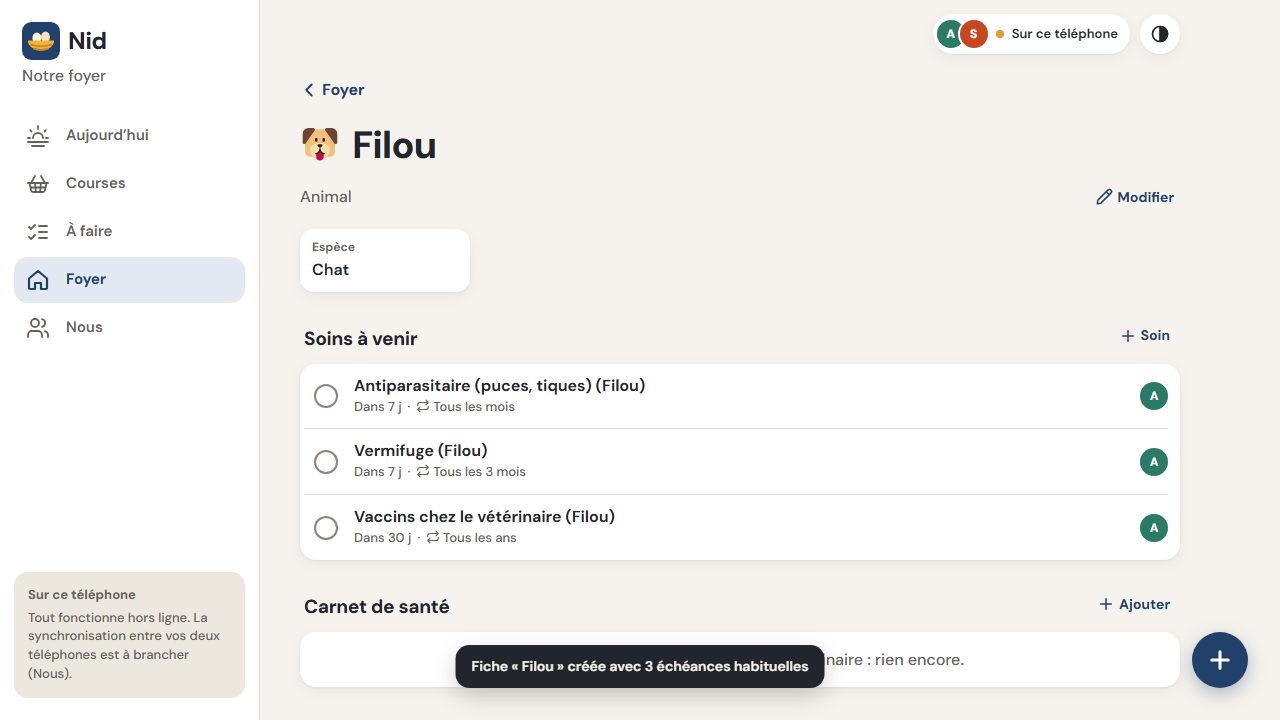 Nid
Notre foyer
Aujourd’hui
Courses
À faire
Foyer
Nous
Sur ce téléphone
Tout fonctionne hors ligne. La
synchronisation entre vos deux
téléphones est à brancher
(Nous).
A S Sur ce téléphone
Foyer
Filou
Animal
Modifier
Espèce
Chat
Soins à venir
Soin
Antiparasitaire (puces, tiques) (Filou)
Dans 7 j · Tous les mois
A
Vermifuge (Filou)
Dans 7 j · Tous les 3 mois
A
Vaccins chez le vétérinaire (Filou)
Dans 30 j · Tous les ans
A
Carnet de santé
Ajouter
Fiche « Filou » créée avec 3 échéances habituelles
: rien encore.